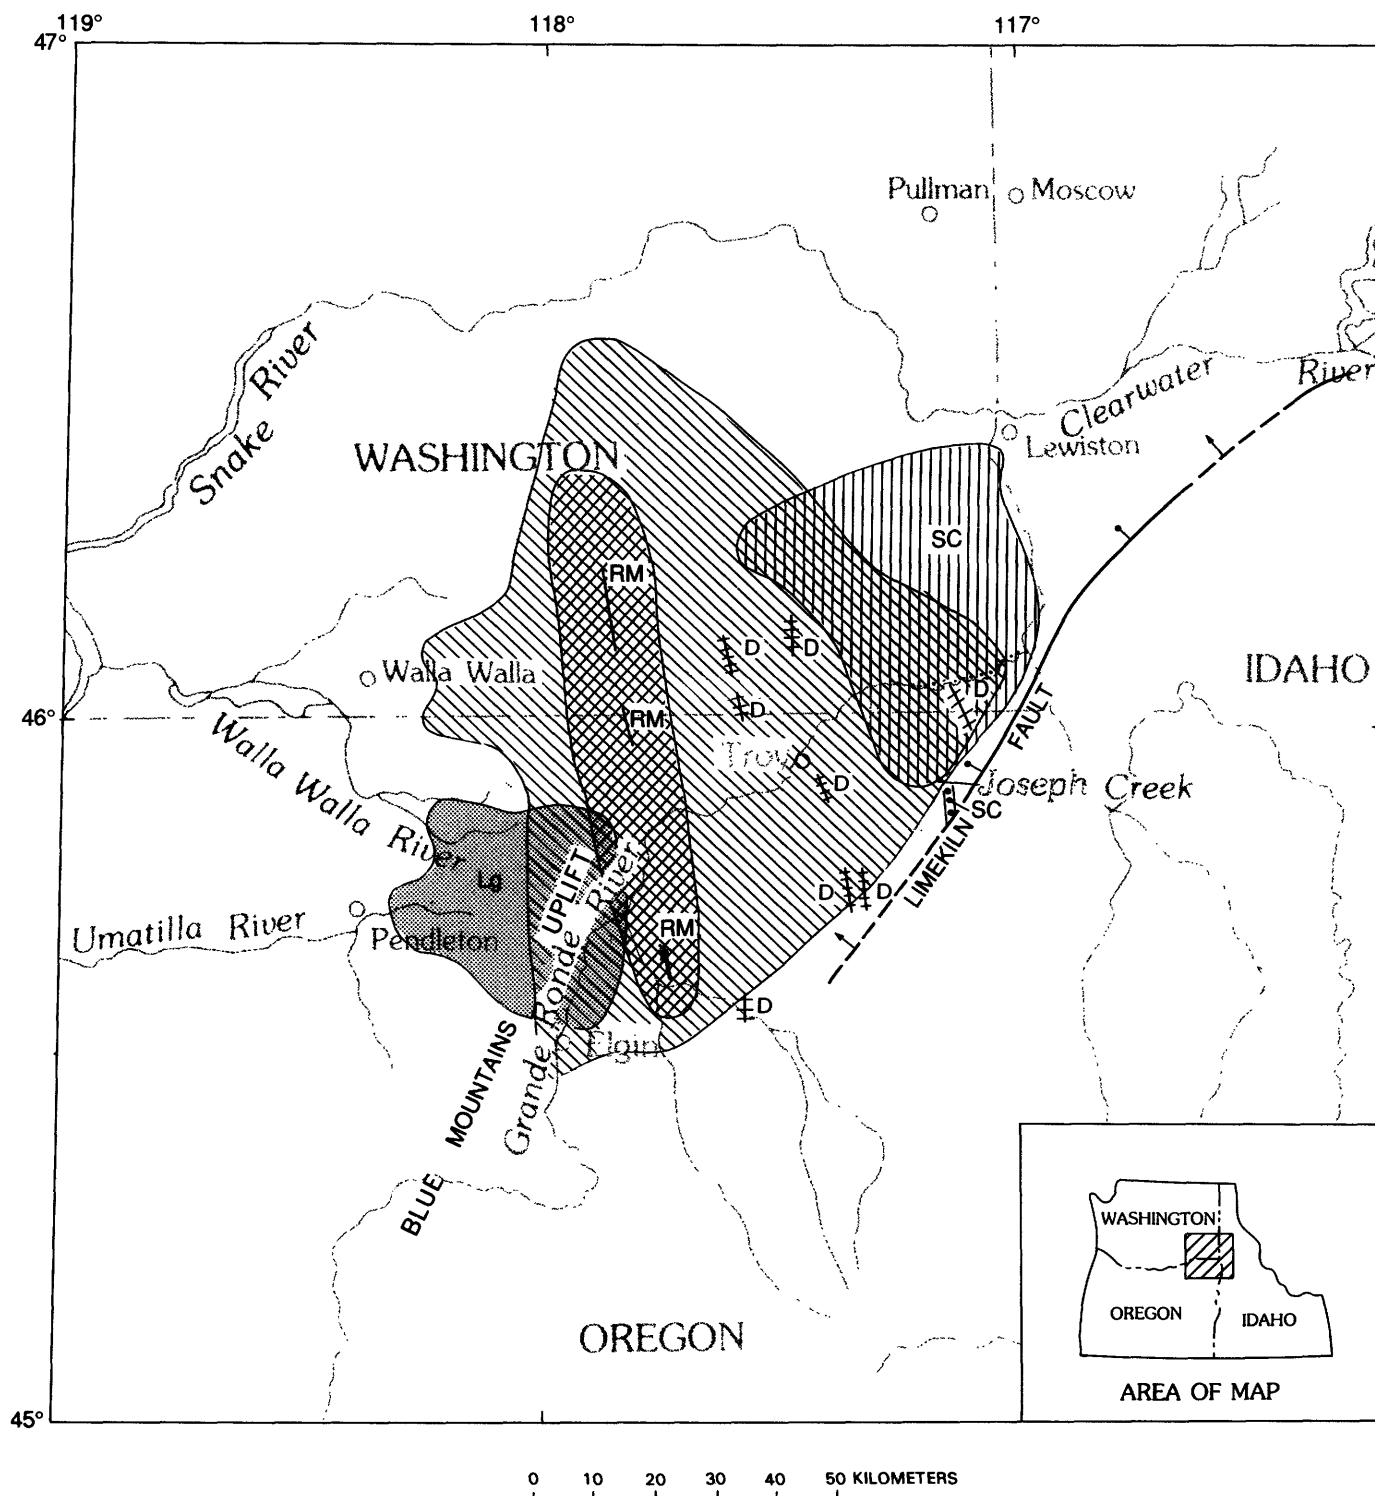 119°
118°
117°
47°
Pullman
Moscow
Snake River
Clearwater River
Lewiston
WASHINGTON
SC
RM
IDAHO
D
D
Walla Walla
D
46°
RM
D
FAULT
Troy
D
Joseph Creek
Walla Walla River
SC
LIMEKILN
Lg
UPLIFT
D
D
Umatilla River
Pendleton
RM
D
Grande Ronde River
Elgin
BLUE MOUNTAINS
WASHINGTON
OREGON
IDAHO
OREGON
AREA OF MAP
45°
0 10 20 30 40 50 KILOMETERS